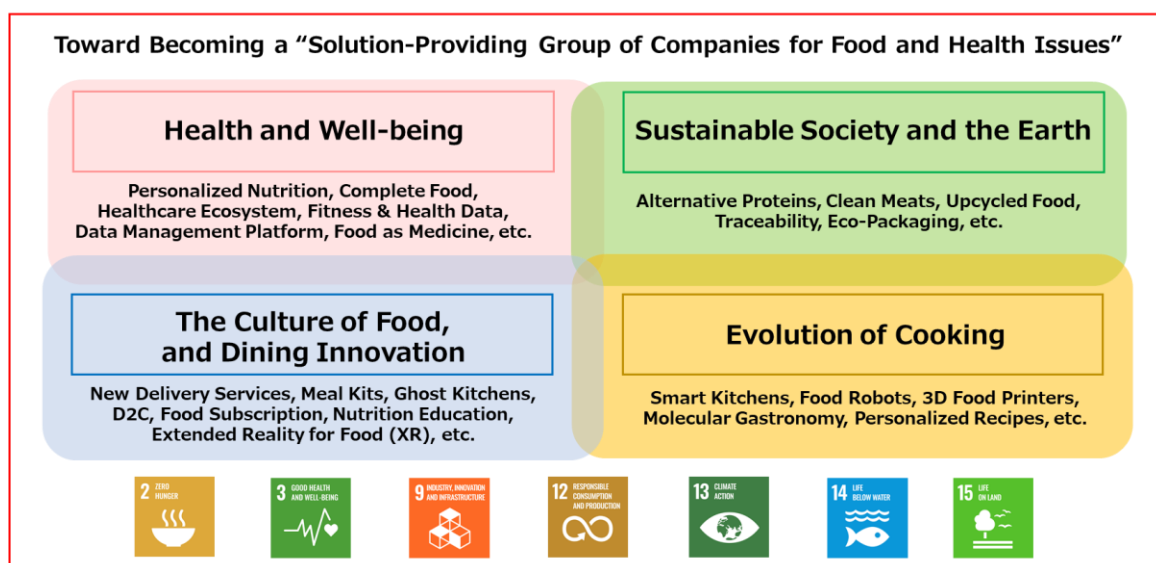 Toward Becoming a “Solution-Providing Group of Companies for Food and Health Issues”
Health and Well-being
Personalized Nutrition, Complete Food,
Healthcare Ecosystem, Fitness & Health Data,
Data Management Platform, Food as Medicine, etc.
Sustainable Society and the Earth
Alternative Proteins, Clean Meats, Upcycled Food,
Traceability, Eco-Packaging, etc.
The Culture of Food,
and Dining Innovation
New Delivery Services, Meal Kits, Ghost Kitchens,
D2C, Food Subscription, Nutrition Education,
Extended Reality for Food (XR), etc.
Evolution of Cooking
Smart Kitchens, Food Robots, 3D Food Printers,
Molecular Gastronomy, Personalized Recipes, etc.
2 ZERO
HUNGER
3 GOOD HEALTH
AND WELL-BEING
9 INDUSTRY, INNOVATION
AND INFRASTRUCTURE
12 RESPONSIBLE
CONSUMPTION
AND PRODUCTION
13 CLIMATE
ACTION
14 LIFE
BELOW WATER
15 LIFE
ON LAND